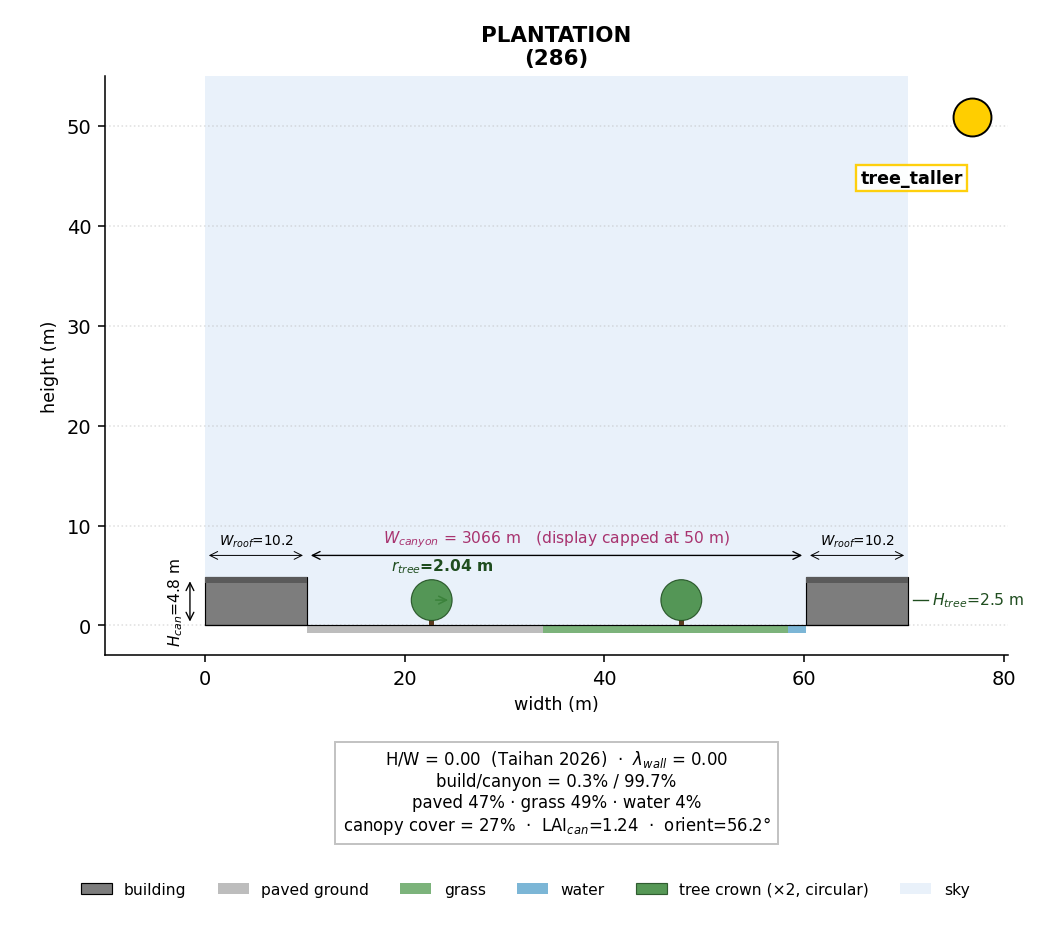 PLANTATION
(286)
50
40
30
20
10
0
height (m)
tree_taller
W_roof=10.2
W_canyon = 3066 m (display capped at 50 m)
W_roof=10.2
r_tree=2.04 m
H_can=4.8 m
H_tree=2.5 m
0
20
40
60
80
width (m)
H/W = 0.00 (Taihan 2026) · λ_wall = 0.00
build/canyon = 0.3% / 99.7%
paved 47% · grass 49% · water 4%
canopy cover = 27% · LAI_can=1.24 · orient=56.2°
building
paved ground
grass
water
tree crown (×2, circular)
sky